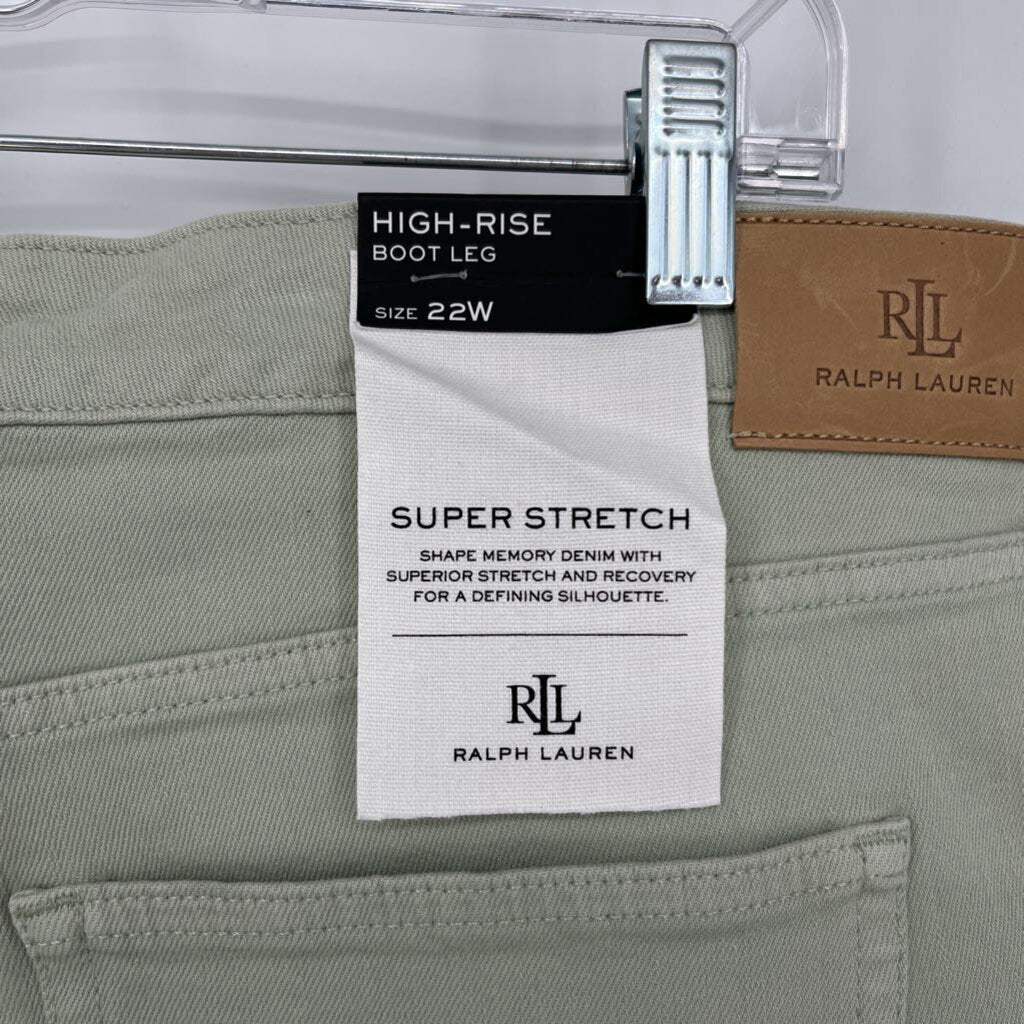 HIGH-RISE
BOOT LEG
SIZE 22W
SUPER STRETCH
SHAPE MEMORY DENIM WITH
SUPERIOR STRETCH AND RECOVERY
FOR A DEFINING SILHOUETTE.
RLL
RALPH LAUREN
RLL
RALPH LAUREN